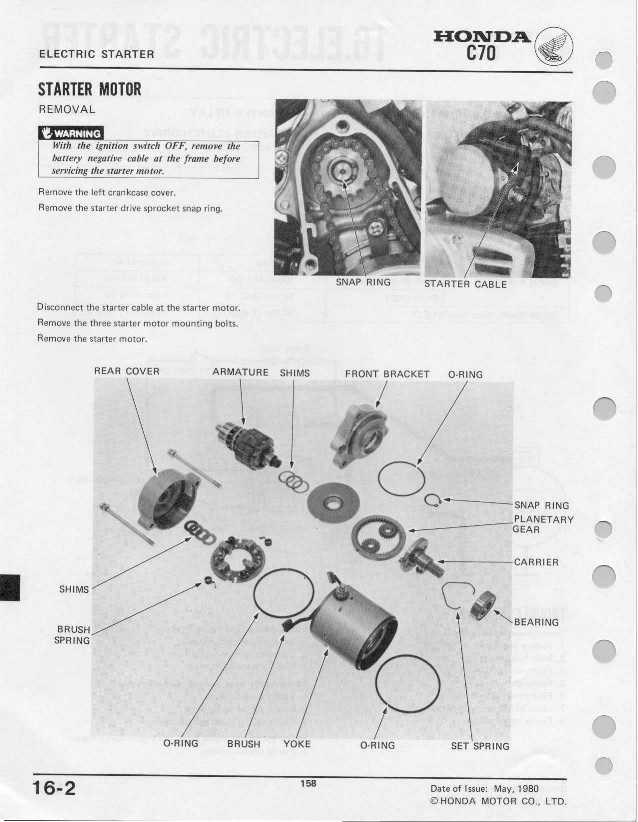 ELECTRIC STARTER
HONDA
C70
STARTER MOTOR
REMOVAL
WARNING
With the ignition switch OFF, remove the
battery negative cable at the frame before
servicing the starter motor.
Remove the left crankcase cover.
Remove the starter drive sprocket snap ring.
SNAP RING
STARTER CABLE
Disconnect the starter cable at the starter motor.
Remove the three starter motor mounting bolts.
Remove the starter motor.
REAR COVER
ARMATURE
SHIMS
FRONT BRACKET
O-RING
SNAP RING
PLANETARY
GEAR
CARRIER
SHIMS
BEARING
BRUSH
SPRING
O-RING
BRUSH
YOKE
O-RING
SET SPRING
16-2
158
Date of Issue: May, 1980
© HONDA MOTOR CO., LTD.